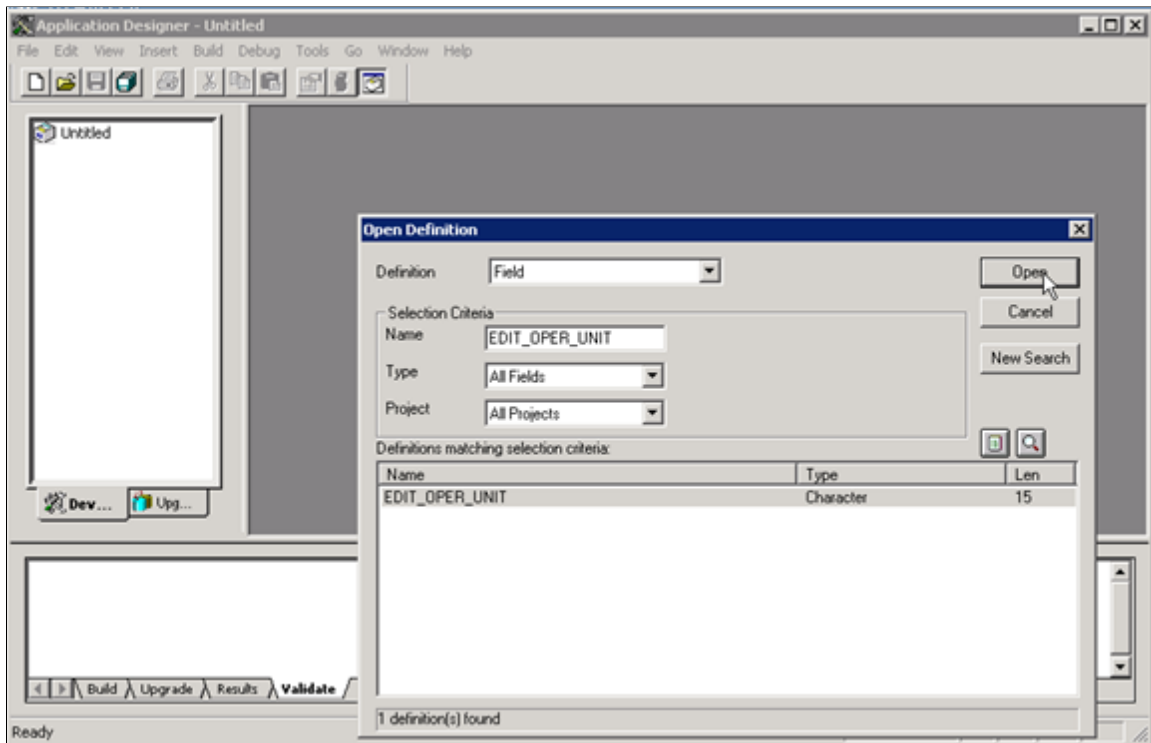 Application Designer - Untitled
File Edit View Insert Build Debug Tools Go Window Help
Untitled
Dev... Upg...
Open Definition
Definition Field
Open
Selection Criteria
Cancel
Name EDIT_OPER_UNIT
New Search
Type All Fields
Project All Projects
Definitions matching selection criteria:
Name Type Len
EDIT_OPER_UNIT Character 15
1 definition(s) found
Build Upgrade Results Validate
Ready